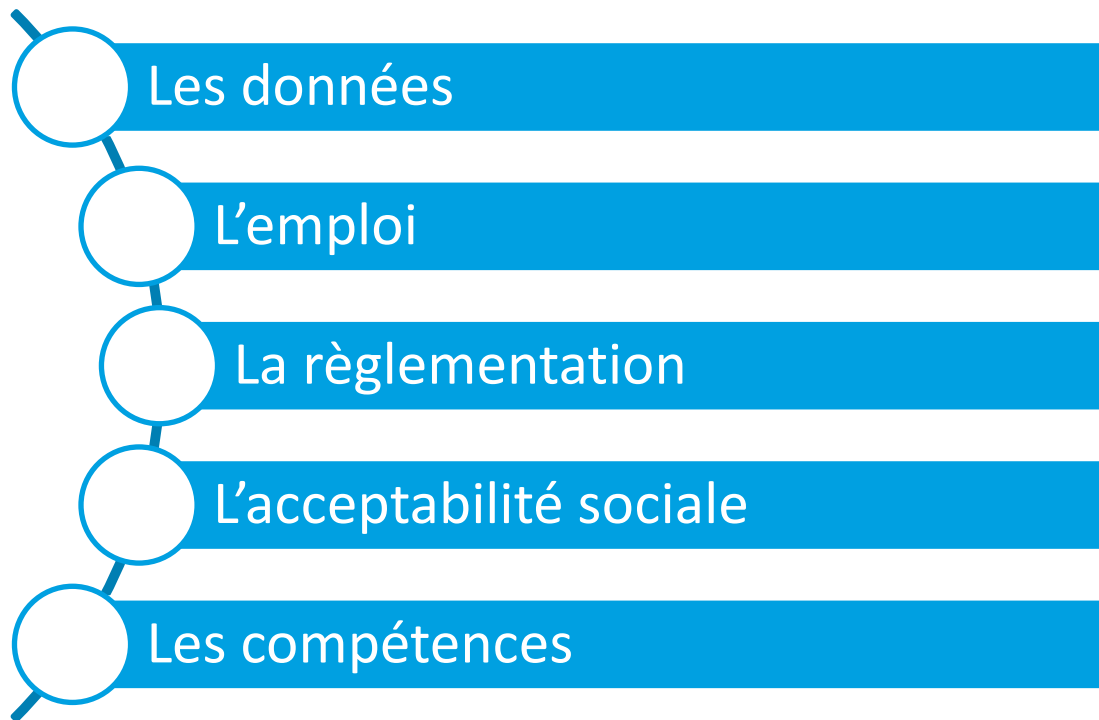 Les données
L’emploi
La règlementation
L’acceptabilité sociale
Les compétences